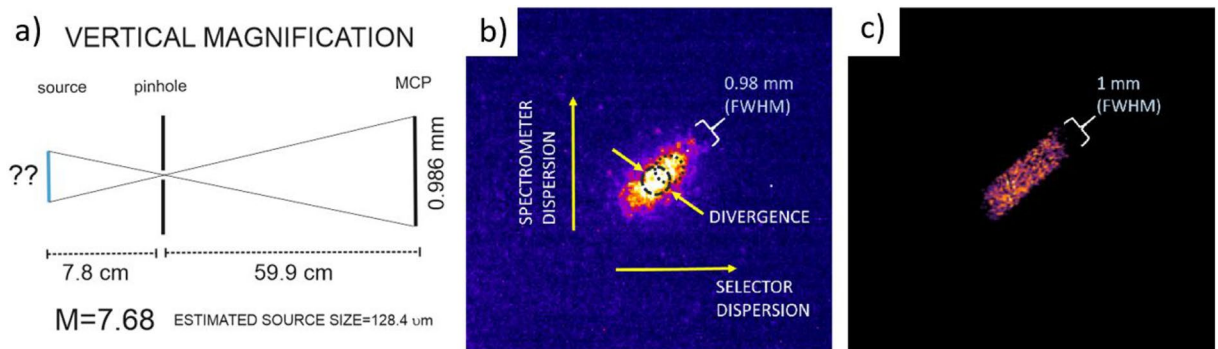 a) VERTICAL MAGNIFICATION
source
pinhole
MCP
??
0.986 mm
7.8 cm
59.9 cm
M=7.68
ESTIMATED SOURCE SIZE=128.4 υm
b)
0.98 mm
(FWHM)
SPECTROMETER
DISPERSION
DIVERGENCE
SELECTOR
DISPERSION
c)
1 mm
(FWHM)